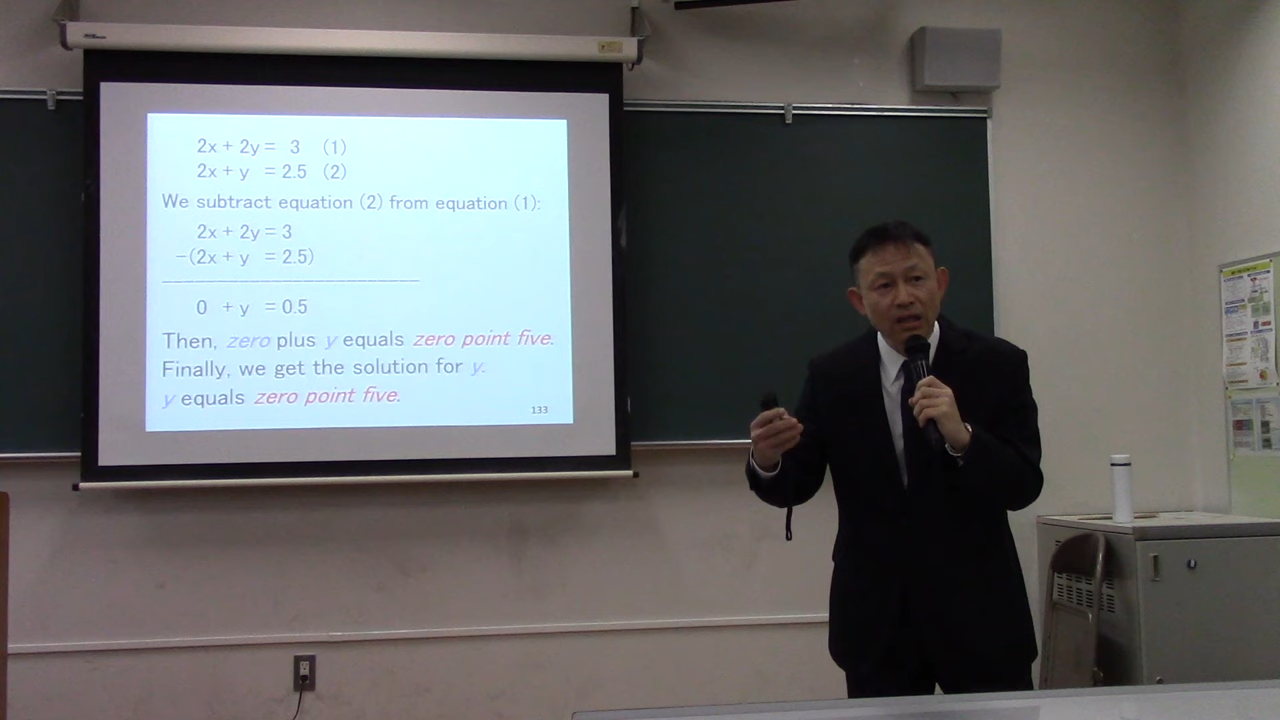 2x + 2y = 3 (1)
2x + y = 2.5 (2)
We subtract equation (2) from equation (1):
2x + 2y = 3
−(2x + y = 2.5)
0 + y = 0.5
Then, zero plus y equals zero point five.
Finally, we get the solution for y.
y equals zero point five.
133